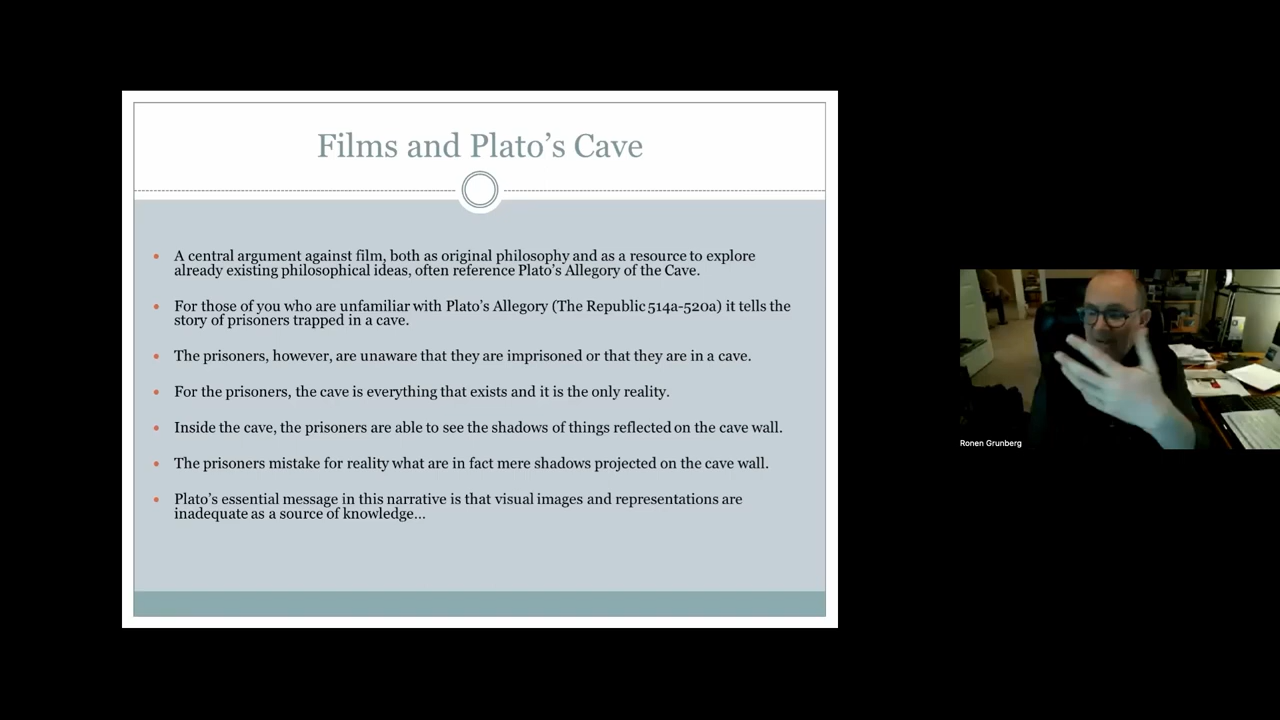 Films and Plato’s Cave
A central argument against film, both as original philosophy and as a resource to explore
already existing philosophical ideas, often reference Plato’s Allegory of the Cave.
For those of you who are unfamiliar with Plato’s Allegory (The Republic 514a-520a) it tells the
story of prisoners trapped in a cave.
The prisoners, however, are unaware that they are imprisoned or that they are in a cave.
For the prisoners, the cave is everything that exists and it is the only reality.
Inside the cave, the prisoners are able to see the shadows of things reflected on the cave wall.
The prisoners mistake for reality what are in fact mere shadows projected on the cave wall.
Plato’s essential message in this narrative is that visual images and representations are
inadequate as a source of knowledge…
Ronen Grunberg